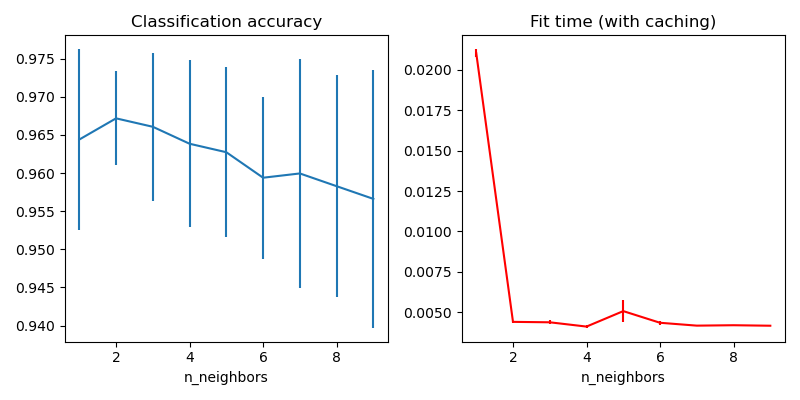 Classification accuracy
0.975
0.970
0.965
0.960
0.955
0.950
0.945
0.940
2 4 6 8
n_neighbors
Fit time (with caching)
0.0200
0.0175
0.0150
0.0125
0.0100
0.0075
0.0050
2 4 6 8
n_neighbors